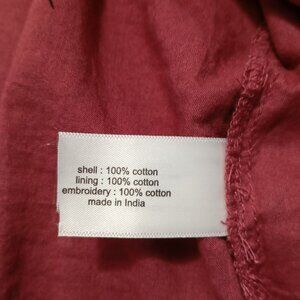 shell : 100% cotton
lining : 100% cotton
embroidery : 100% cotton
made in India